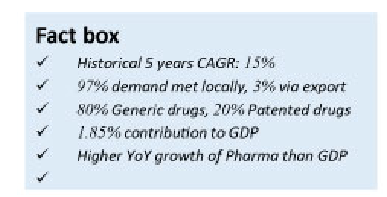 Fact box
✓ Historical 5 years CAGR: 15%
✓ 97% demand met locally, 3% via export
✓ 80% Generic drugs, 20% Patented drugs
✓ 1.85% contribution to GDP
✓ Higher YoY growth of Pharma than GDP
✓